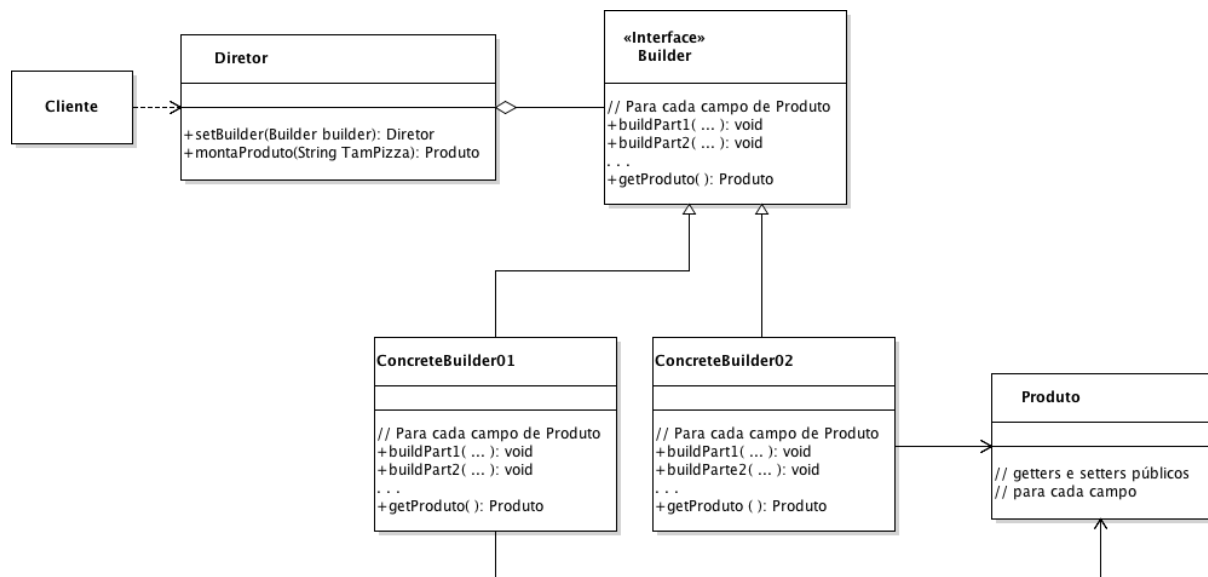 Cliente
Diretor
+setBuilder(Builder builder): Diretor
+montaProduto(String TamPizza): Produto
«Interface»
Builder
// Para cada campo de Produto
+buildPart1( ... ): void
+buildPart2( ... ): void
. . .
+getProduto( ): Produto
ConcreteBuilder01
// Para cada campo de Produto
+buildPart1( ... ): void
+buildPart2( ... ): void
. . .
+getProduto( ): Produto
ConcreteBuilder02
// Para cada campo de Produto
+buildPart1( ... ): void
+buildParte2( ... ): void
. . .
+getProduto ( ): Produto
Produto
// getters e setters públicos
// para cada campo